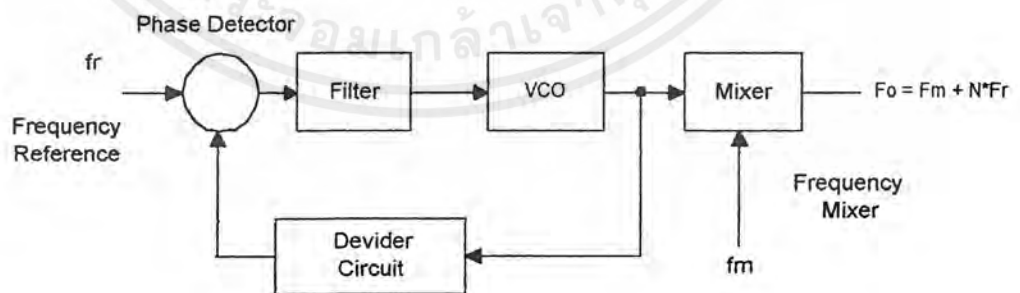 Phase Detector
fr
Frequency
Reference
Filter
VCO
Mixer
Fo = Fm + N*Fr
Frequency
Mixer
fm
Devider
Circuit